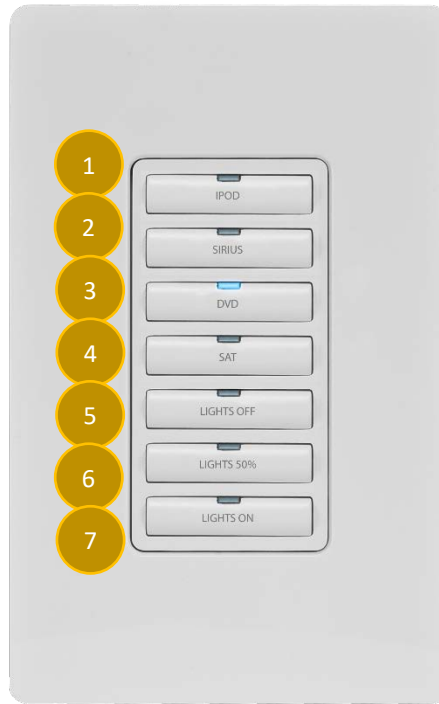 1
IPOD
2
SIRIUS
3
DVD
4
SAT
5
LIGHTS OFF
6
LIGHTS 50%
7
LIGHTS ON